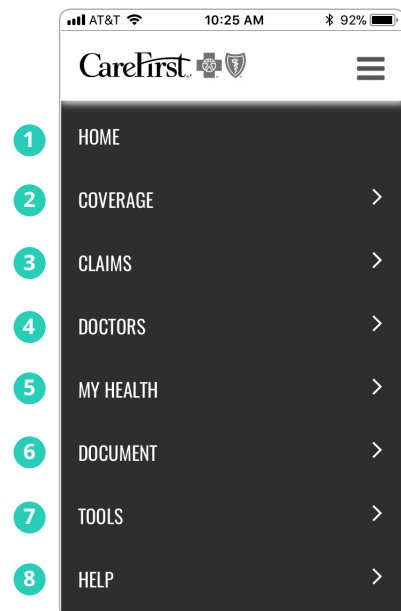 AT&T 10:25 AM 92%
CareFirst.
1 HOME
2 COVERAGE
3 CLAIMS
4 DOCTORS
5 MY HEALTH
6 DOCUMENT
7 TOOLS
8 HELP